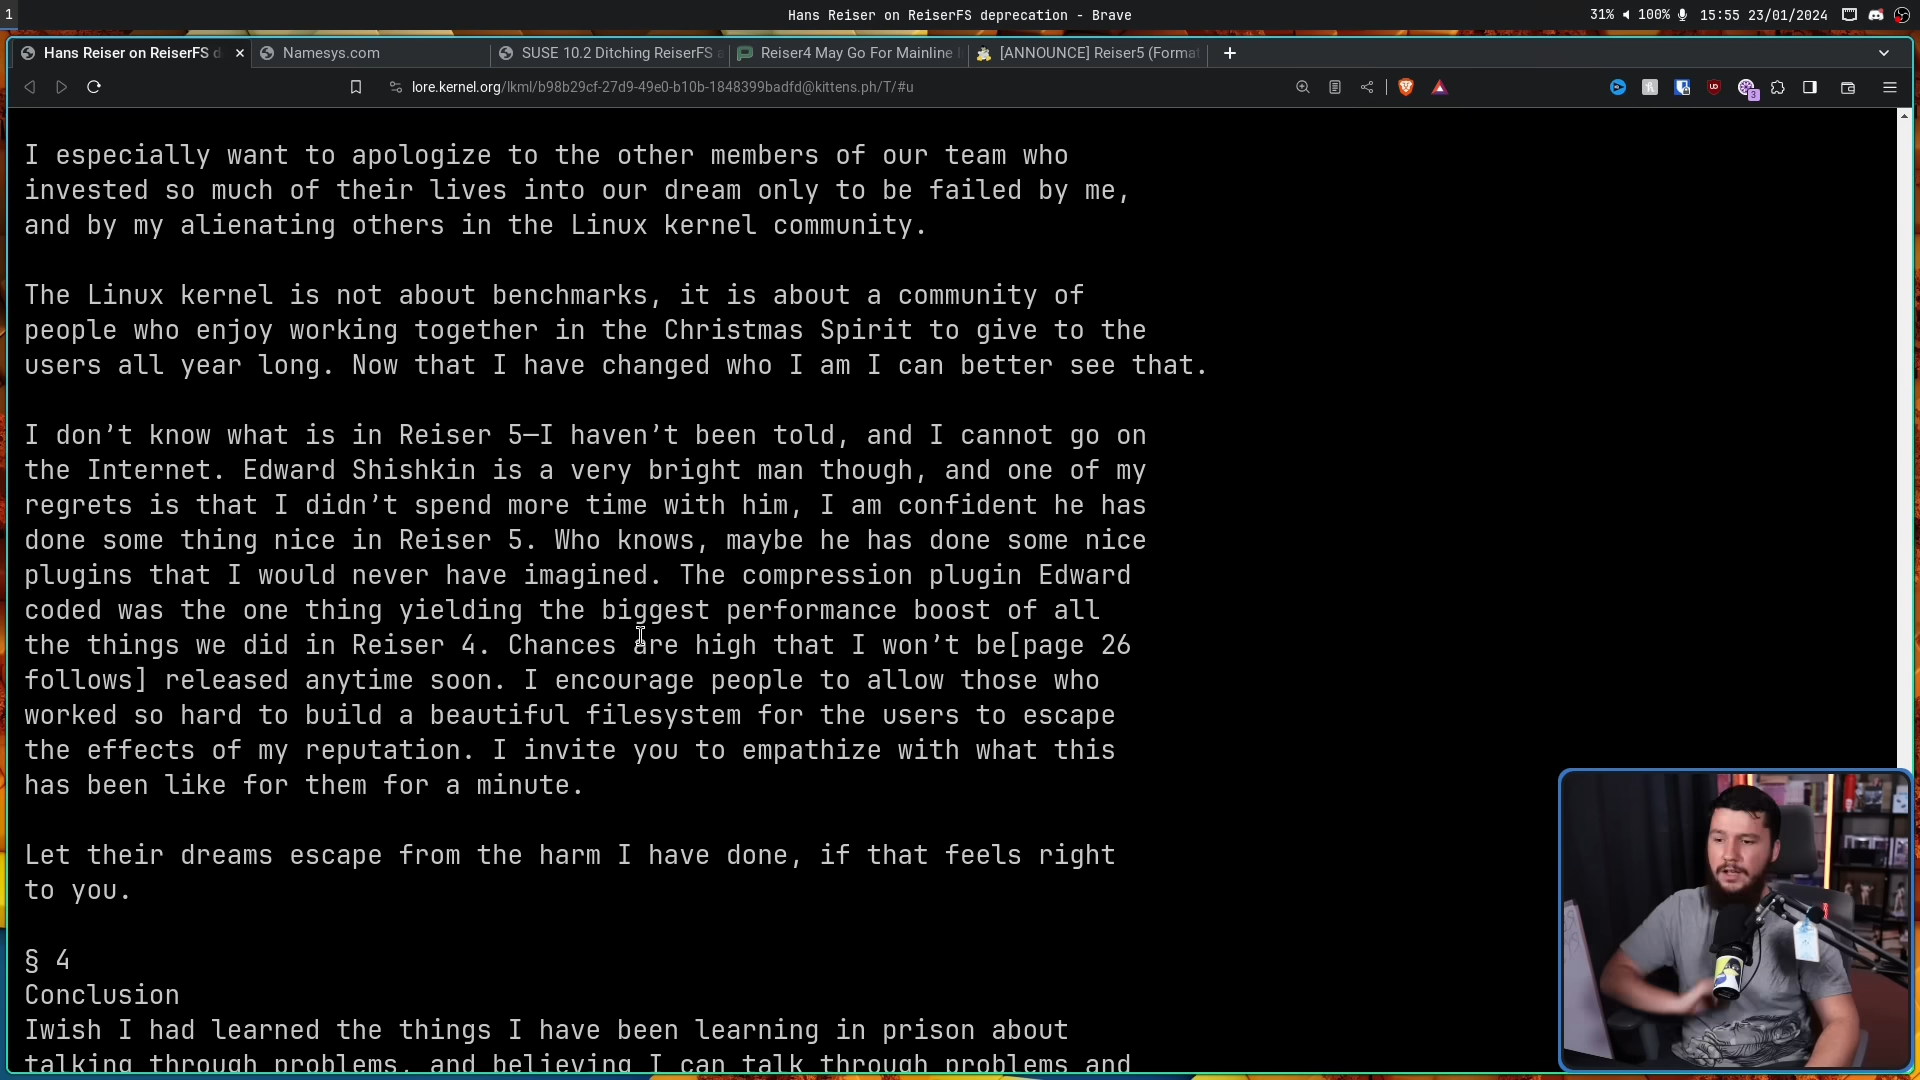 1
Hans Reiser on ReiserFS deprecation - Brave
31% 100% 15:55 23/01/2024
Hans Reiser on ReiserFS d
Namesys.com
SUSE 10.2 Ditching ReiserFS a
Reiser4 May Go For Mainline I
[ANNOUNCE] Reiser5 (Format
lore.kernel.org/lkml/b98b29cf-27d9-49e0-b10b-1848399badfd@kittens.ph/T/#u
3
I especially want to apologize to the other members of our team who
invested so much of their lives into our dream only to be failed by me,
and by my alienating others in the Linux kernel community.
The Linux kernel is not about benchmarks, it is about a community of
people who enjoy working together in the Christmas Spirit to give to the
users all year long. Now that I have changed who I am I can better see that.
I don’t know what is in Reiser 5—I haven’t been told, and I cannot go on
the Internet. Edward Shishkin is a very bright man though, and one of my
regrets is that I didn’t spend more time with him, I am confident he has
done some thing nice in Reiser 5. Who knows, maybe he has done some nice
plugins that I would never have imagined. The compression plugin Edward
coded was the one thing yielding the biggest performance boost of all
the things we did in Reiser 4. Chances are high that I won’t be[page 26
follows] released anytime soon. I encourage people to allow those who
worked so hard to build a beautiful filesystem for the users to escape
the effects of my reputation. I invite you to empathize with what this
has been like for them for a minute.
Let their dreams escape from the harm I have done, if that feels right
to you.
§ 4
Conclusion
Iwish I had learned the things I have been learning in prison about
talking through problems, and believing I can talk through problems and